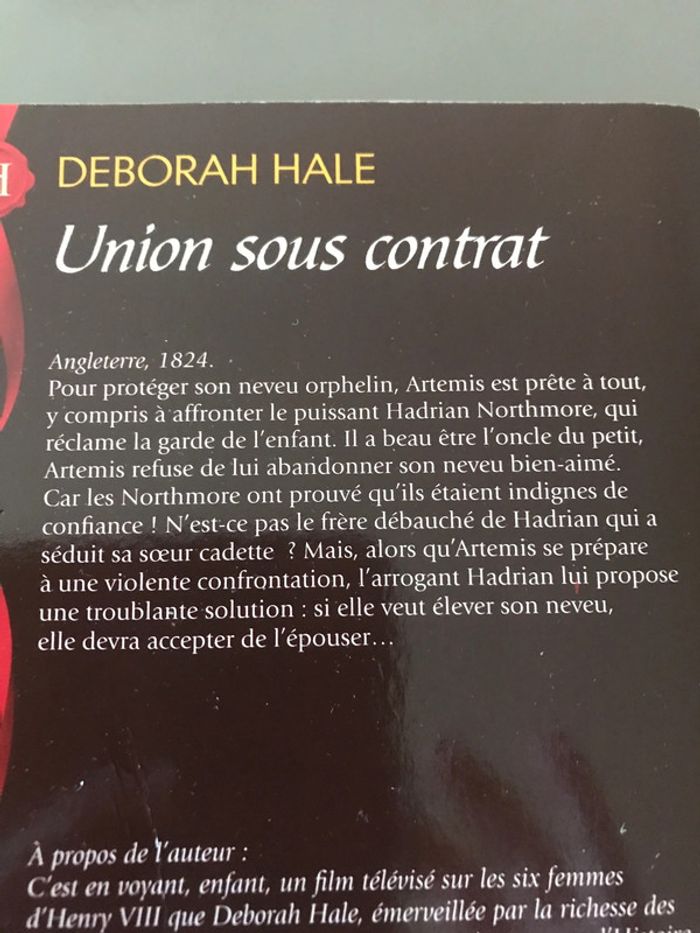 H
DEBORAH HALE
Union sous contrat
Angleterre, 1824.
Pour protéger son neveu orphelin, Artemis est prête à tout,
y compris à affronter le puissant Hadrian Northmore, qui
réclame la garde de l'enfant. Il a beau être l'oncle du petit,
Artemis refuse de lui abandonner son neveu bien-aimé.
Car les Northmore ont prouvé qu'ils étaient indignes de
confiance ! N'est-ce pas le frère débauché de Hadrian qui a
séduit sa sœur cadette ? Mais, alors qu'Artemis se prépare
à une violente confrontation, l'arrogant Hadrian lui propose
une troublante solution : si elle veut élever son neveu,
elle devra accepter de l'épouser...
À propos de l'auteur :
C'est en voyant, enfant, un film télévisé sur les six femmes
d'Henry VIII que Deborah Hale, émerveillée par la richesse des
l'Histoire